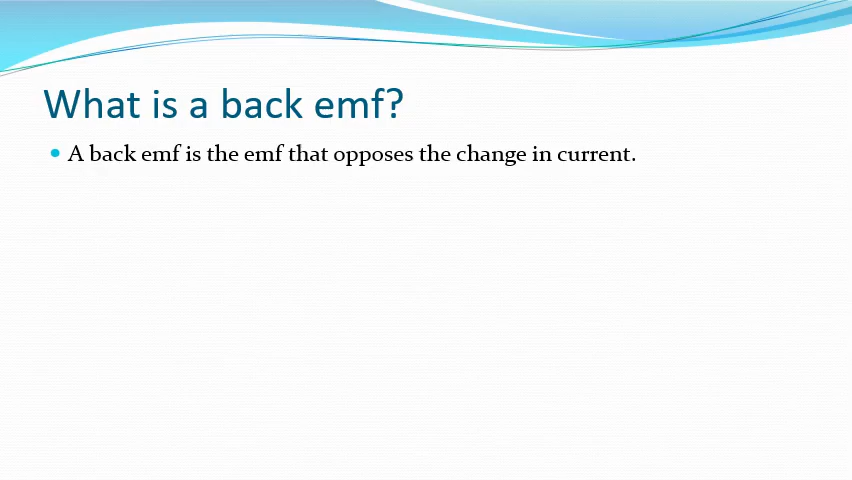 What is a back emf?
A back emf is the emf that opposes the change in current.